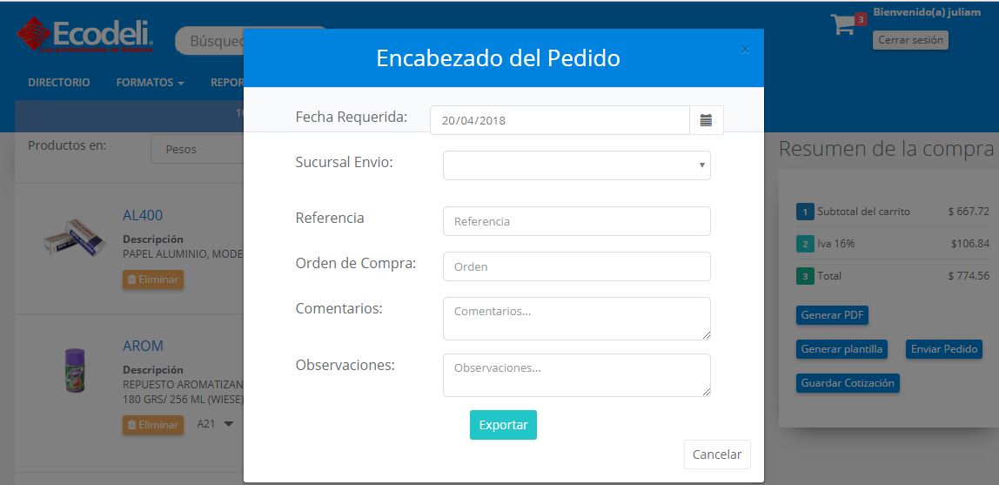 Ecodeli
Búsqued
3
Bienvenido(a) juliam
Cerrar sesión
DIRECTORIO
FORMATOS
REPOR
Encabezado del Pedido
×
Fecha Requerida:
20/04/2018
Sucursal Envio:
Referencia
Referencia
Orden de Compra:
Orden
Comentarios:
Comentarios...
Observaciones:
Observaciones...
Exportar
Cancelar
Productos en:
Pesos
AL400
Descripción
PAPEL ALUMINIO, MODE
Eliminar
AROM
Descripción
REPUESTO AROMATIZAN
180 GRS/ 256 ML (WIESE)
Eliminar
A21
Resumen de la compra
1 Subtotal del carrito $ 667.72
2 Iva 16% $106.84
3 Total $ 774.56
Generar PDF
Generar plantilla
Enviar Pedido
Guardar Cotización